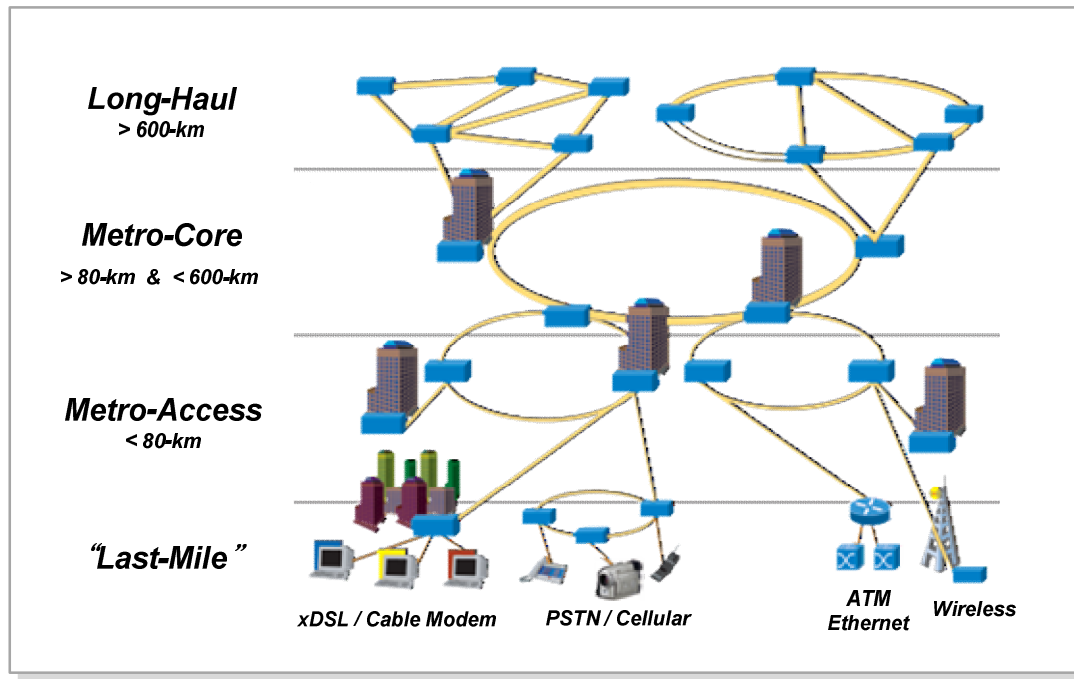 Long-Haul
> 600-km
Metro-Core
> 80-km & < 600-km
Metro-Access
< 80-km
“Last-Mile”
xDSL / Cable Modem
PSTN / Cellular
ATM
Ethernet
Wireless